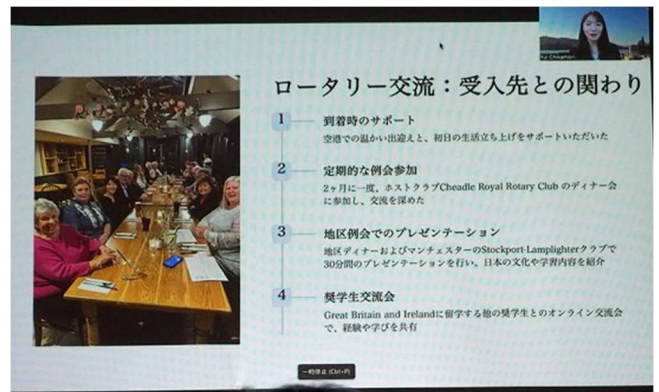 ロータリー交流：受入先との関わり
1
到着時のサポート
空港での温かい出迎えと、初日の生活立ち上げをサポートいただいた
2
定期的な例会参加
2ヶ月に一度、ホストクラブCheadle Royal Rotary Club のディナー会
に参加し、交流を深めた
3
地区例会でのプレゼンテーション
地区ディナーおよびマンチェスターのStockport-Lamplighterクラブで
30分間のプレゼンテーションを行い、日本の文化や学習内容を紹介
4
奨学生交流会
Great Britain and Irelandに留学する他の奨学生とのオンライン交流会
で、経験や学びを共有
一時停止 (Ctrl+P)